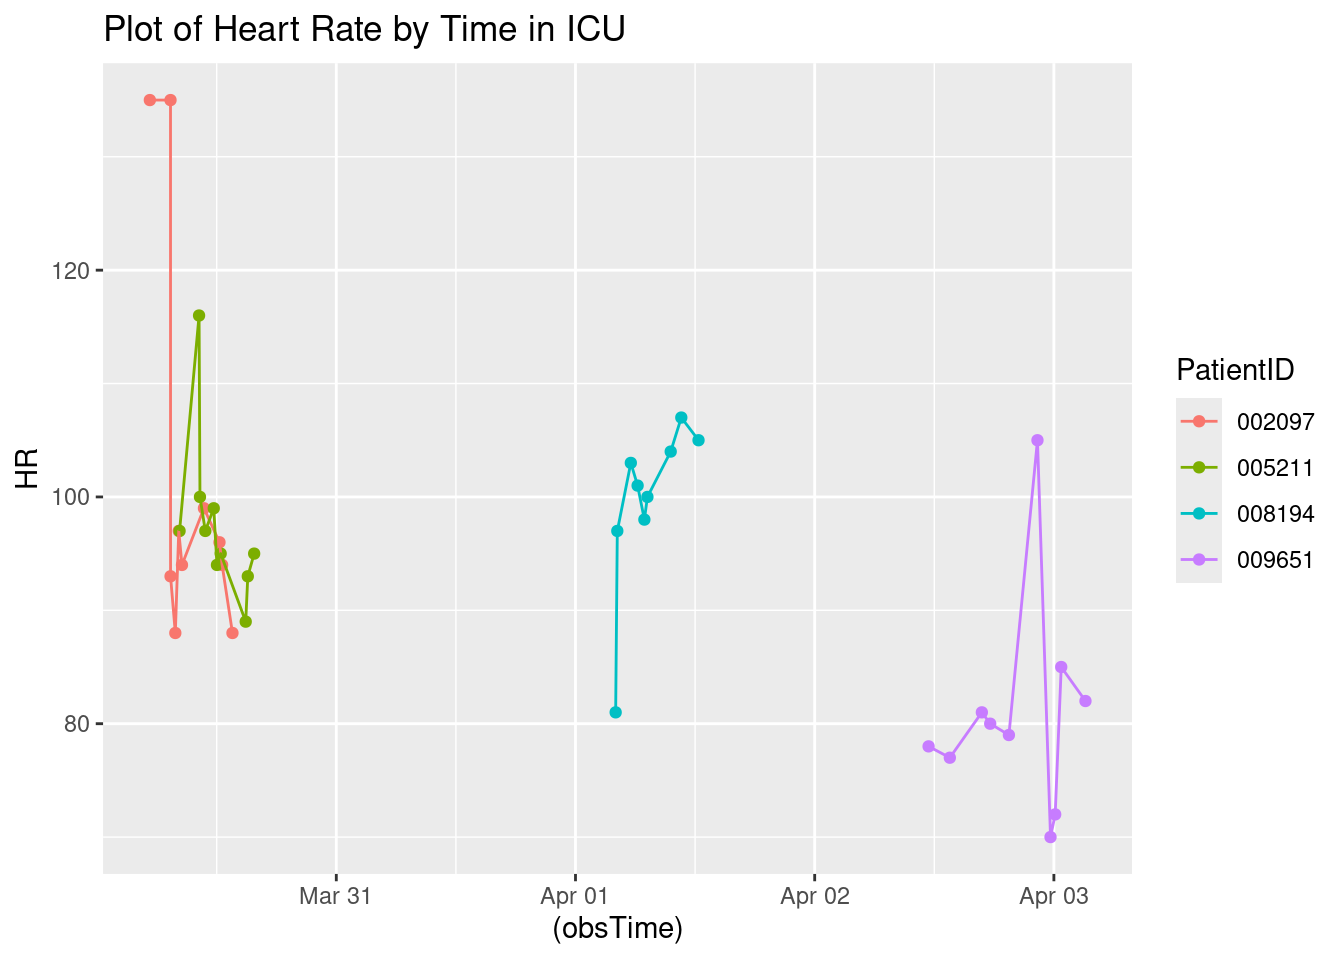 Plot of Heart Rate by Time in ICU
HR
120
100
80
Mar 31
Apr 01
Apr 02
Apr 03
(obsTime)
PatientID
002097
005211
008194
009651